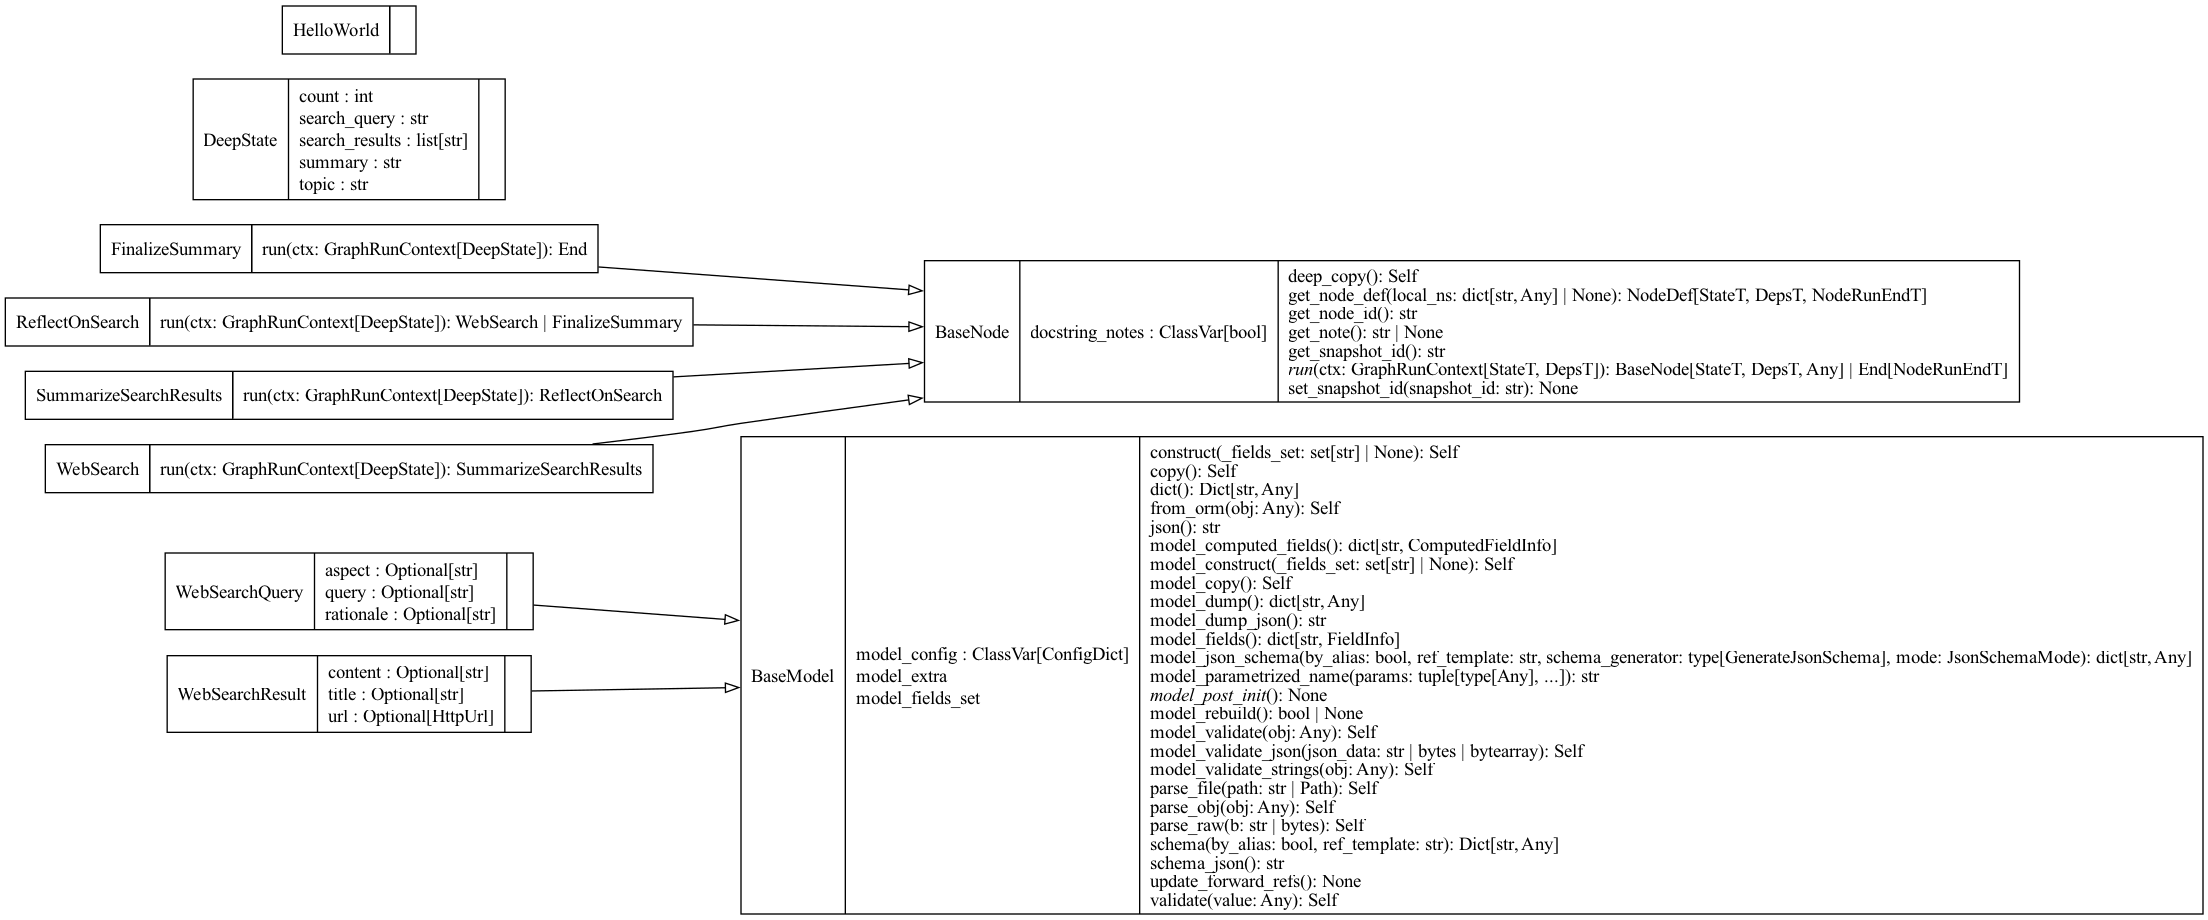 HelloWorld
DeepState
count : int
search_query : str
search_results : list[str]
summary : str
topic : str
FinalizeSummary
run(ctx: GraphRunContext[DeepState]): End
ReflectOnSearch
run(ctx: GraphRunContext[DeepState]): WebSearch | FinalizeSummary
SummarizeSearchResults
run(ctx: GraphRunContext[DeepState]): ReflectOnSearch
WebSearch
run(ctx: GraphRunContext[DeepState]): SummarizeSearchResults
BaseNode
docstring_notes : ClassVar[bool]
deep_copy(): Self
get_node_def(local_ns: dict[str, Any] | None): NodeDef[StateT, DepsT, NodeRunEndT]
get_node_id(): str
get_note(): str | None
get_snapshot_id(): str
run(ctx: GraphRunContext[StateT, DepsT]): BaseNode[StateT, DepsT, Any] | End[NodeRunEndT]
set_snapshot_id(snapshot_id: str): None
WebSearchQuery
aspect : Optional[str]
query : Optional[str]
rationale : Optional[str]
WebSearchResult
content : Optional[str]
title : Optional[str]
url : Optional[HttpUrl]
BaseModel
model_config : ClassVar[ConfigDict]
model_extra
model_fields_set
construct(_fields_set: set[str] | None): Self
copy(): Self
dict(): Dict[str, Any]
from_orm(obj: Any): Self
json(): str
model_computed_fields(): dict[str, ComputedFieldInfo]
model_construct(_fields_set: set[str] | None): Self
model_copy(): Self
model_dump(): dict[str, Any]
model_dump_json(): str
model_fields(): dict[str, FieldInfo]
model_json_schema(by_alias: bool, ref_template: str, schema_generator: type[GenerateJsonSchema], mode: JsonSchemaMode): dict[str, Any]
model_parametrized_name(params: tuple[type[Any], ...]): str
model_post_init(): None
model_rebuild(): bool | None
model_validate(obj: Any): Self
model_validate_json(json_data: str | bytes | bytearray): Self
model_validate_strings(obj: Any): Self
parse_file(path: str | Path): Self
parse_obj(obj: Any): Self
parse_raw(b: str | bytes): Self
schema(by_alias: bool, ref_template: str): Dict[str, Any]
schema_json(): str
update_forward_refs(): None
validate(value: Any): Self